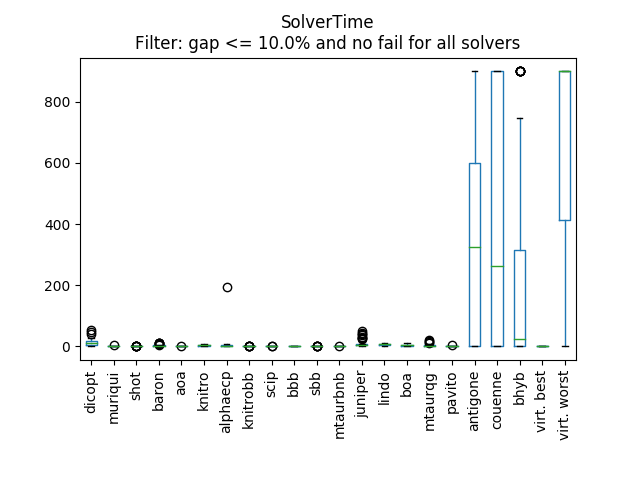 SolverTime
Filter: gap <= 10.0% and no fail for all solvers
800
600
400
200
0
dicopt
muriqui
shot
baron
aoa
knitro
alphaecp
knitrobb
scip
bbb
sbb
mtaurbnb
juniper
lindo
boa
mtaurqg
pavito
antigone
couenne
bhyb
virt. best
virt. worst